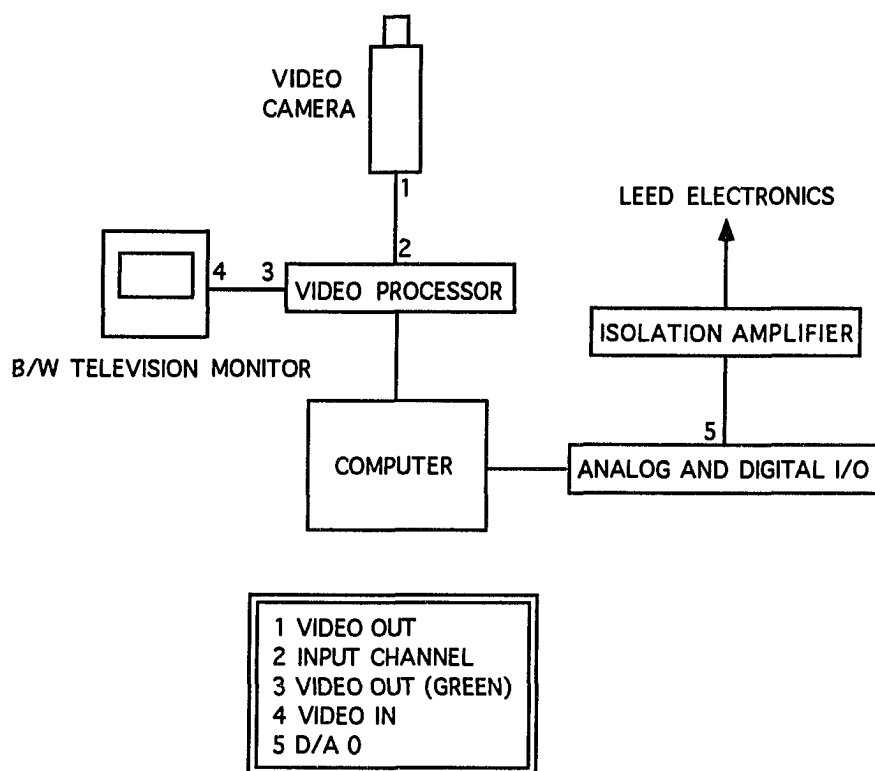 VIDEO
CAMERA
1
LEED ELECTRONICS
2
4 3
VIDEO PROCESSOR
ISOLATION AMPLIFIER
B/W TELEVISION MONITOR
5
COMPUTER
ANALOG AND DIGITAL I/O
1 VIDEO OUT
2 INPUT CHANNEL
3 VIDEO OUT (GREEN)
4 VIDEO IN
5 D/A 0